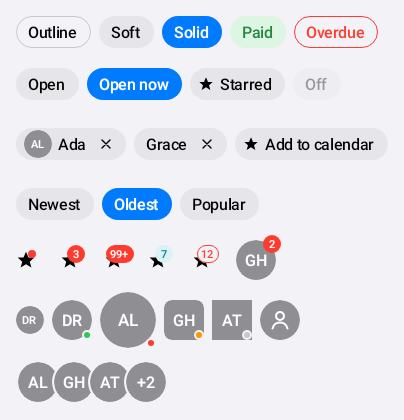 Outline Soft Solid Paid Overdue
Open Open now Starred Off
AL Ada Grace Add to calendar
Newest Oldest Popular
3 99+ 7 12 GH 2
DR DR AL GH AT
AL GH AT +2